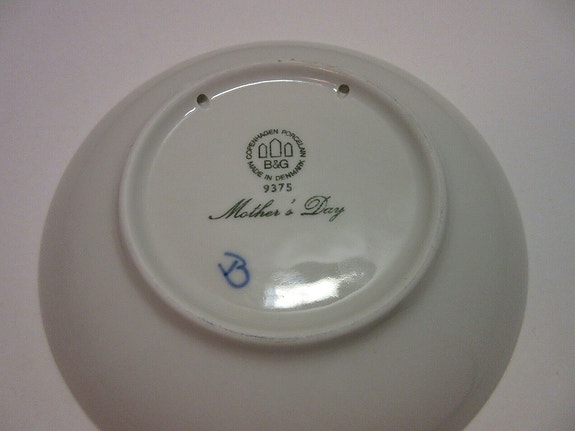 COPENHAGEN PORCELAIN
B&G
MADE IN DENMARK
9375
Mother's Day
B